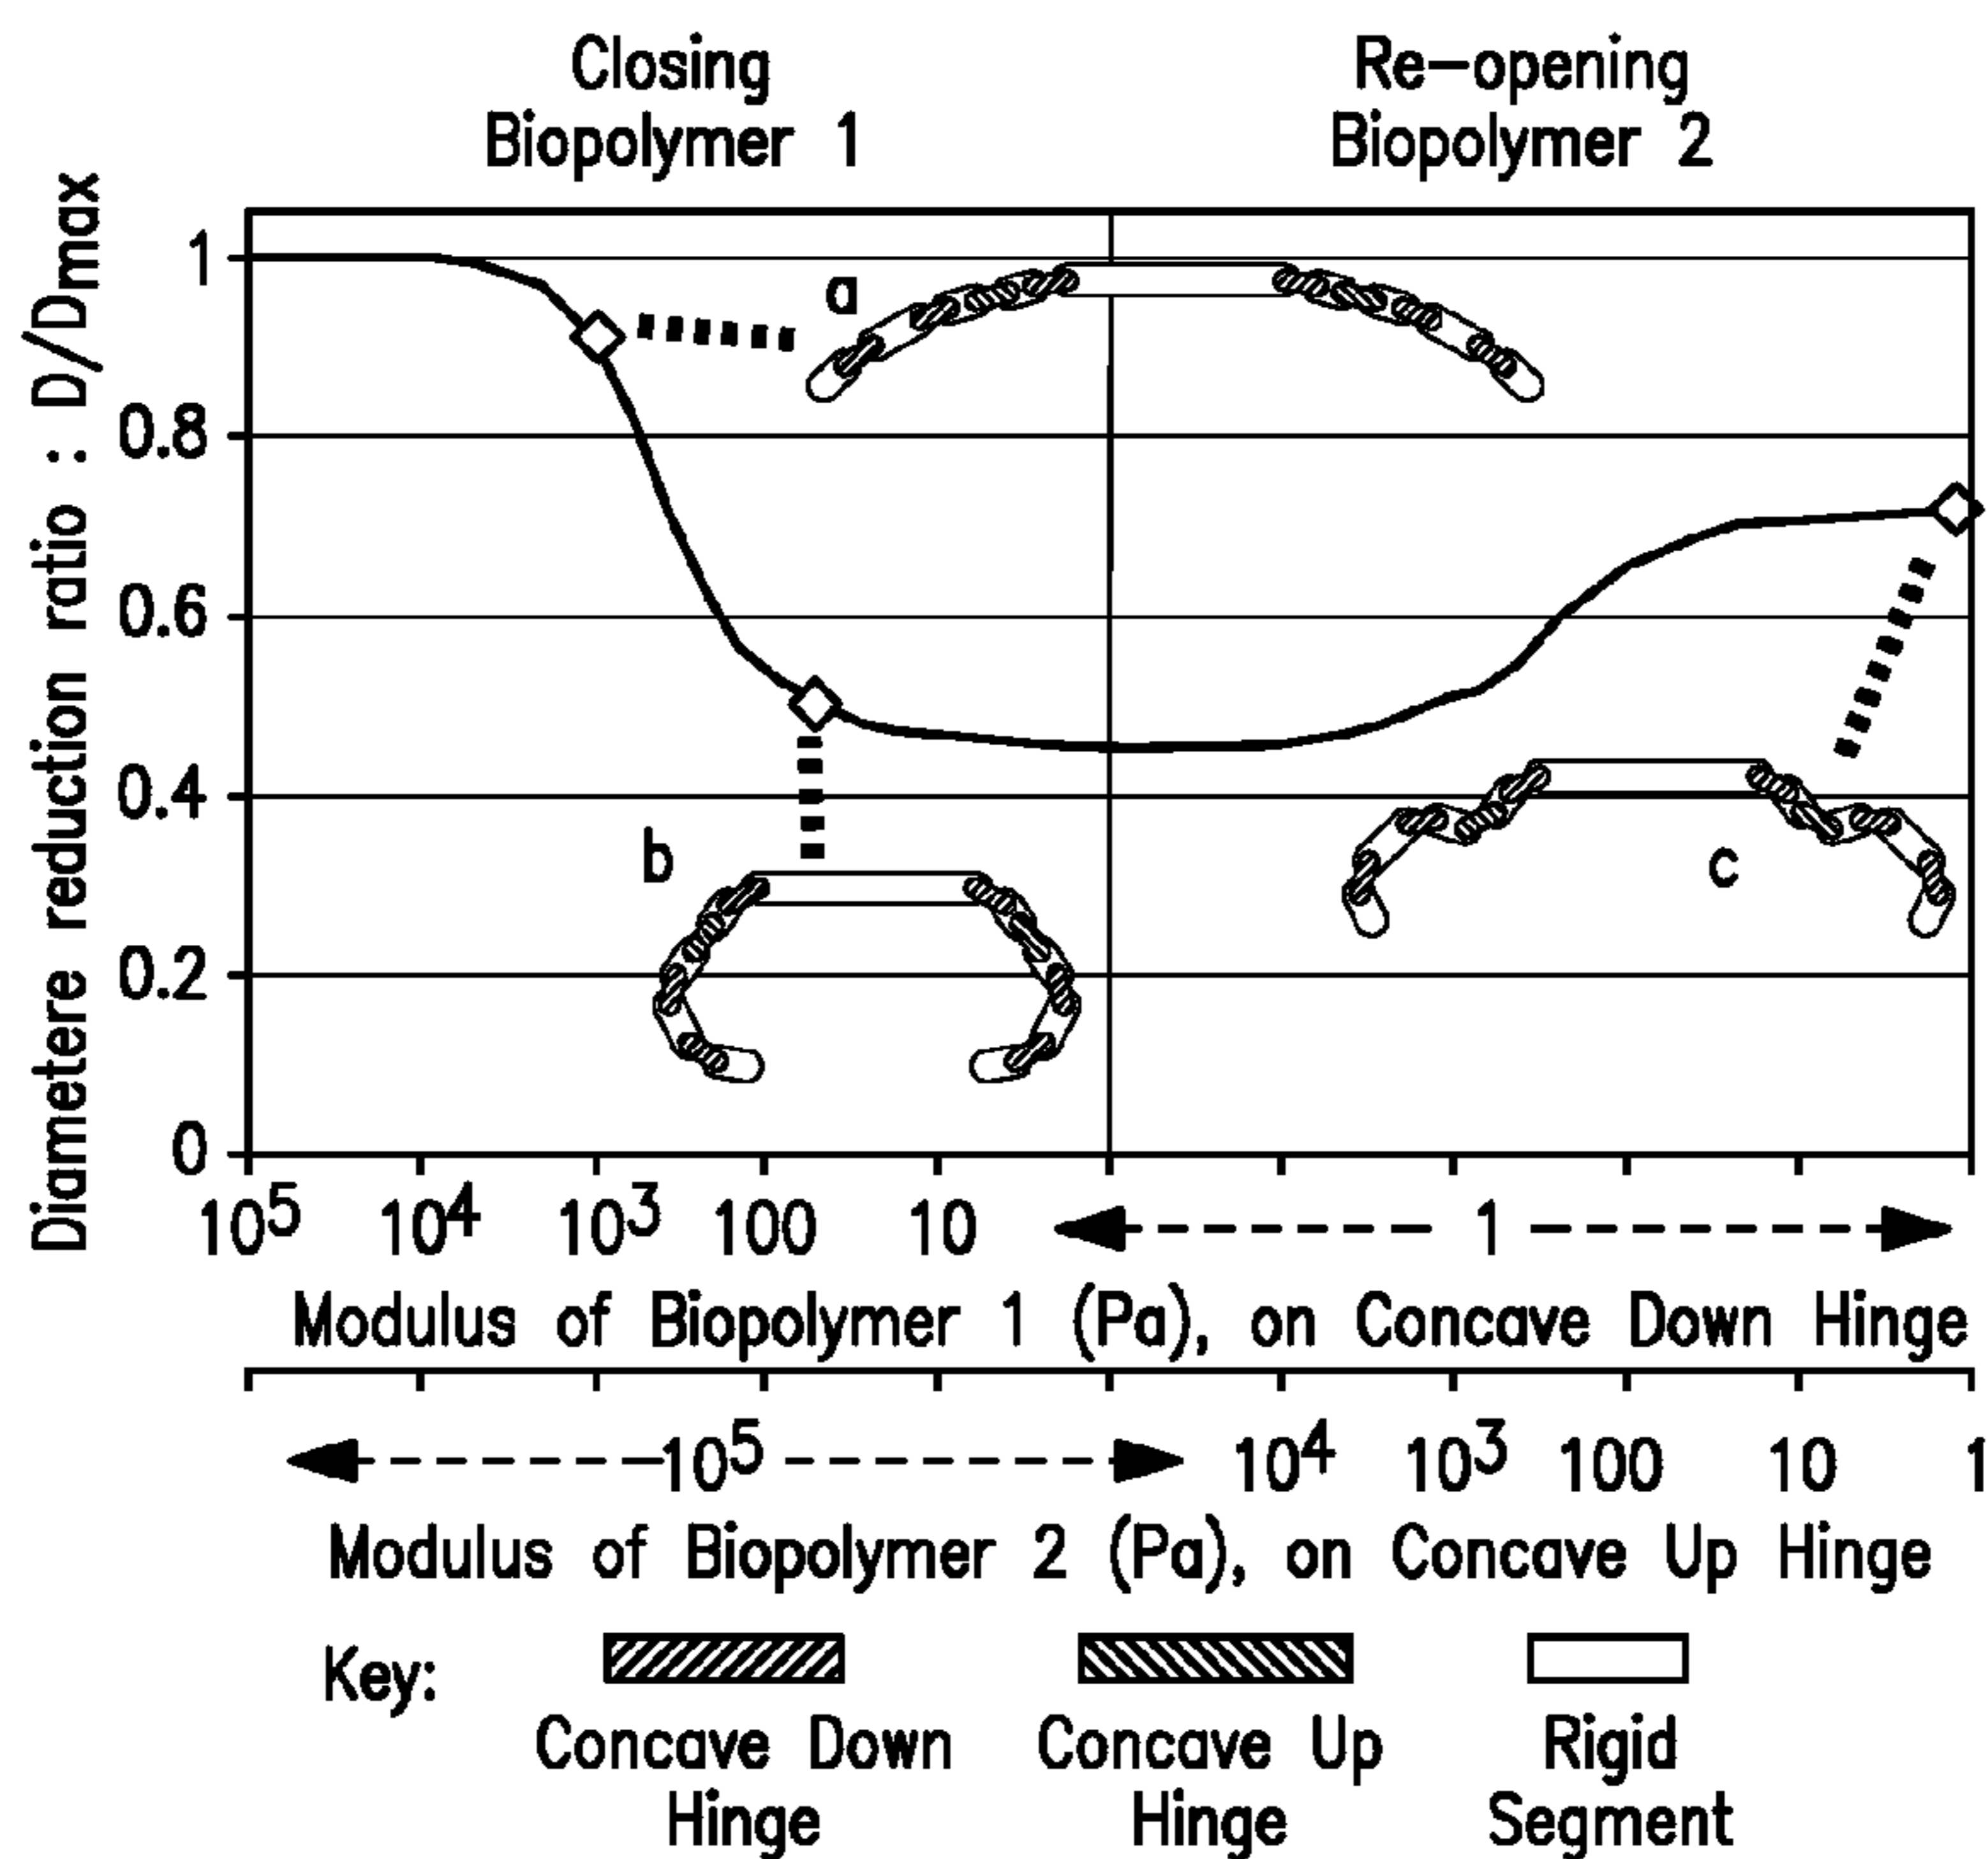 Closing
Biopolymer 1
Re-opening
Biopolymer 2
Diametere reduction ratio : D/Dmax
1
0.8
0.6
0.4
0.2
0
a
b
c
10^5 10^4 10^3 100 10 1
Modulus of Biopolymer 1 (Pa), on Concave Down Hinge
10^5 10^4 10^3 100 10 1
Modulus of Biopolymer 2 (Pa), on Concave Up Hinge
Key:
Concave Down
Hinge
Concave Up
Hinge
Rigid
Segment